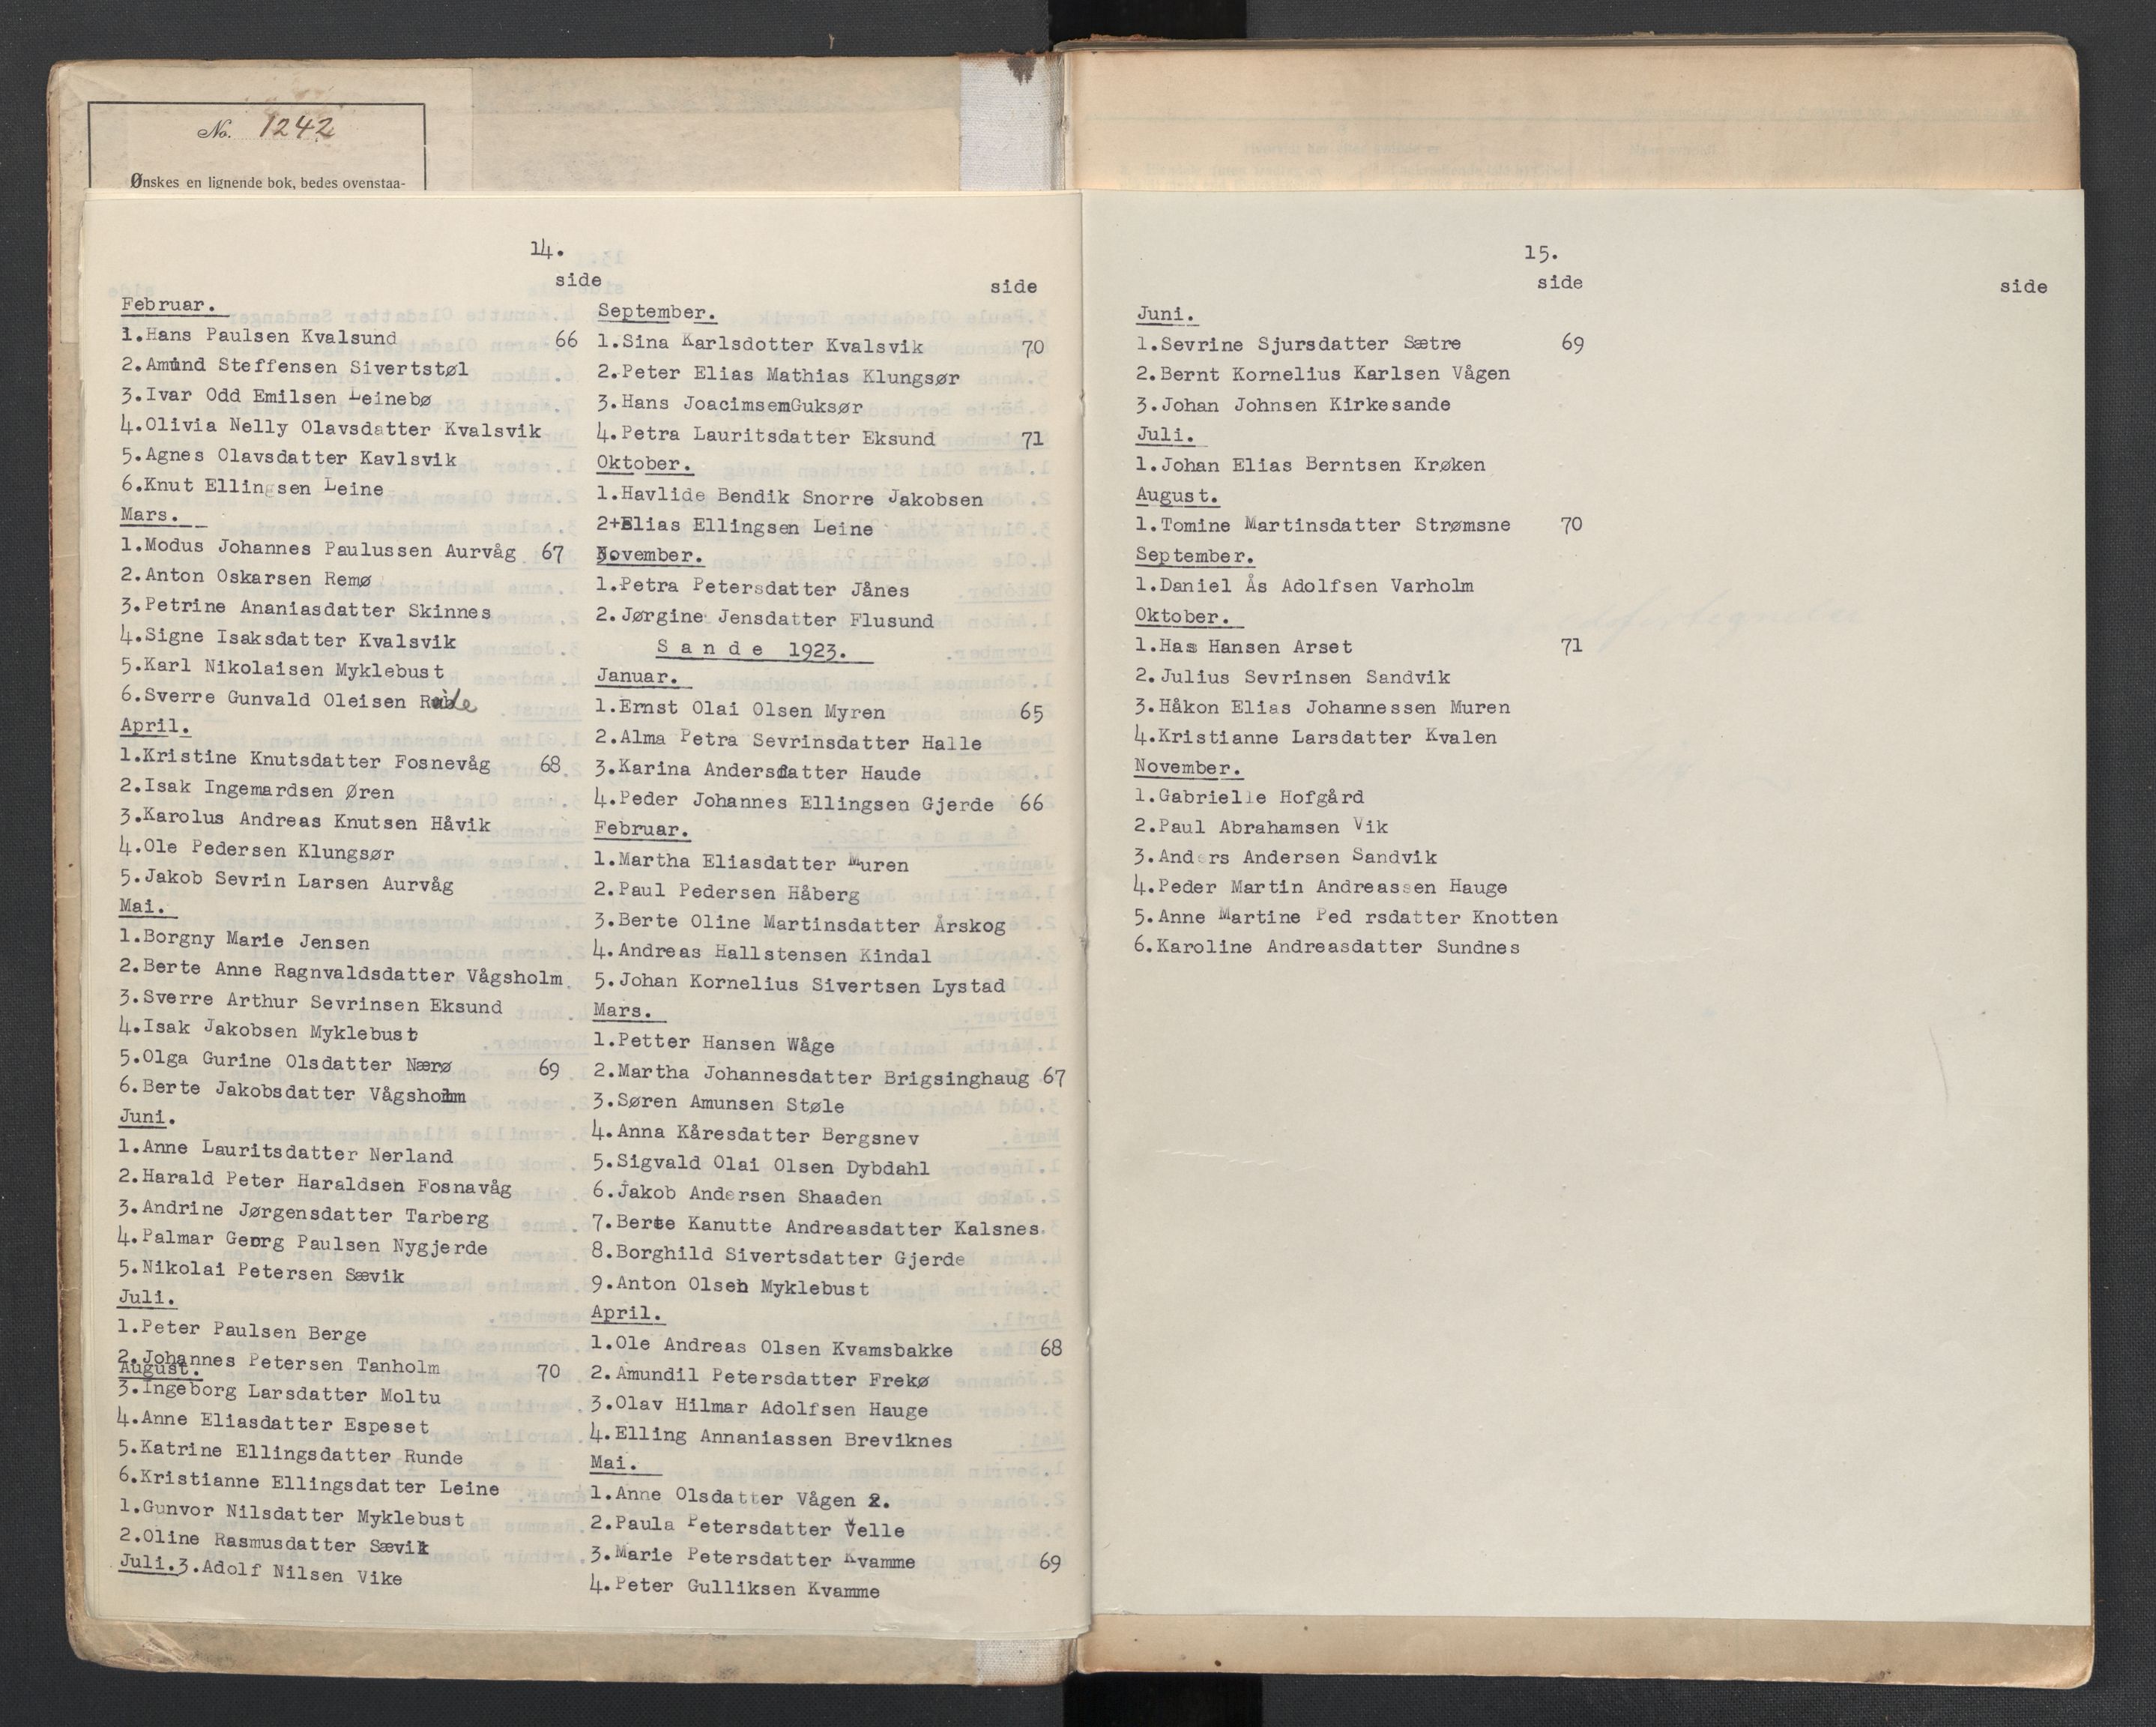 No. 1242
Ønskes en lignende bok, bedes ovenstaa-
14.
side
Februar.
1.Hans Paulsen Kvalsund 66
2.Amund Steffensen Sivertstøl
3.Ivar Odd Emilsen Leinebø
4.Olivia Nelly Olavsdatter Kvalsvik
5.Agnes Olavsdatter Kavlsvik
6.Knut Ellingsen Leine
Mars.
1.Modus Johannes Paulussen Aurvåg 67
2.Anton Oskarsen Remø
3.Petrine Ananiasdatter Skinnes
4.Signe Isaksdatter Kvalsvik
5.Karl Nikolaisen Myklebust
6.Sverre Gunvald Oleisen
April.
1.Kristine Knutsdatter Fosnevåg 68
2.Isak Ingemardsen Øren
3.Karolus Andreas Knutsen Håvik
4.Ole Pedersen Klungsør
5.Jakob Sevrin Larsen Aurvåg
Mai.
1.Borgny Marie Jensen
2.Berte Anne Ragnvaldsdatter Vågsholm
3.Sverre Arthur Sevrinsen Eksund
4.Isak Jakobsen Myklebust
5.Olga Gurine Olsdatter Nærø 69
6.Berte Jakobsdatter Vågsholm
Juni.
1.Anne Lauritsdatter Nerland
2.Harald Peter Haraldsen Fosnavåg
3.Andrine Jørgensdatter Tarberg
4.Palmar Georg Paulsen Nygjerde
5.Nikolai Petersen Sævik
Juli.
1.Peter Paulsen Berge
2.Johannes Petersen Tanholm 70
August.
3.Ingeborg Larsdatter Moltu
4.Anne Eliasdatter Espeset
5.Katrine Ellingsdatter Runde
6.Kristianne Ellingsdatter Leine
1.Gunvor Nilsdatter Myklebust
2.Oline Rasmusdatter Sævik
Juli.3.Adolf Nilsen Vike
side
September.
1.Sina Karlsdotter Kvalsvik 70
2.Peter Elias Mathias Klungsør
3.Hans JoacimsenGuksør
4.Petra Lauritsdatter Eksund 71
Oktober.
1.Havlide Bendik Snorre Jakobsen
2+Elias Ellingsen Leine
November.
1.Petra Petersdatter Jånes
2.Jørgine Jensdatter Flusund
S a n d e 1923.
Januar.
1.Ernst Olai Olsen Myren 65
2.Alma Petra Sevrinsdatter Halle
3.Karina Andersdatter Haude
4.Peder Johannes Ellingsen Gjerde 66
Februar.
1.Martha Eliasdatter Muren
2.Paul Pedersen Håberg
3.Berte Oline Martinsdatter Årskog
4.Andreas Hallstensen Kindal
5.Johan Kornelius Sivertsen Lystad
Mars.
1.Petter Hansen Wåge
2.Martha Johannesdatter Brigsinghaug 67
3.Søren Amunsen Støle
4.Anna Kåresdatter Bergsnev
5.Sigvald Olai Olsen Dybdahl
6.Jakob Andersen Shaaden
7.Berte Kanutte Andreasdatter Kalsnes
8.Borghild Sivertsdatter Gjerde
9.Anton Olsen Myklebust
April.
1.Ole Andreas Olsen Kvamsbakke 68
2.Amundil Petersdatter Frekø
3.Olav Hilmar Adolfsen Hauge
4.Elling Annaniassen Breviknes
Mai.
1.Anne Olsdatter Vågen 2.
2.Paula Petersdatter Velle
3.Marie Petersdatter Kvamme 69
4.Peter Gulliksen Kvamme
15.
side side
Juni.
1.Sevrine Sjursdatter Sætre 69
2.Bernt Kornelius Karlsen Vågen
3.Johan Johnsen Kirkesande
Juli.
1.Johan Elias Berntsen Krøken
August.
1.Tomine Martinsdatter Strømsne 70
September.
1.Daniel Ås Adolfsen Varholm
Oktober.
1.Has Hansen Arset 71
2.Julius Sevrinsen Sandvik
3.Håkon Elias Johannessen Muren
4.Kristianne Larsdatter Kvalen
November.
1.Gabrielle Hofgård
2.Paul Abrahamsen Vik
3.Anders Andersen Sandvik
4.Peder Martin Andreassen Hauge
5.Anne Martine Ped rsdatter Knotten
6.Karoline Andreasdatter Sundnes